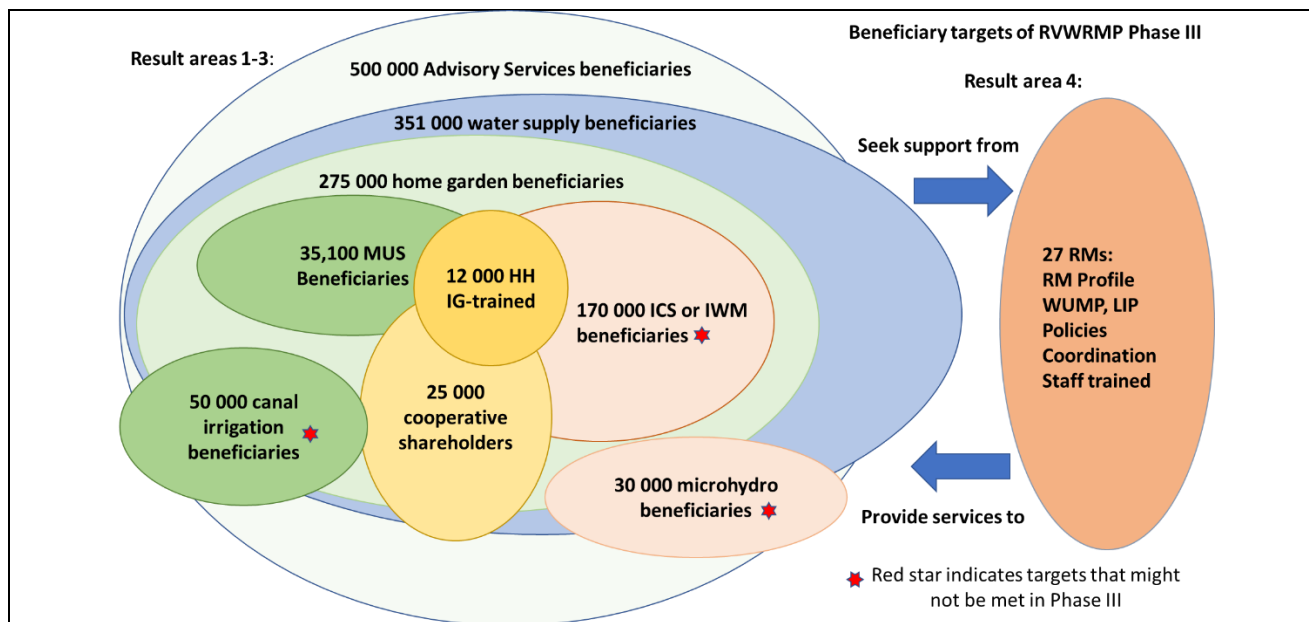 Beneficiary targets of RVWRMP Phase III
Result areas 1-3:
500 000 Advisory Services beneficiaries
351 000 water supply beneficiaries
275 000 home garden beneficiaries
35,100 MUS
Beneficiaries
12 000 HH
IG-trained
170 000 ICS or IWM
beneficiaries
50 000 canal
irrigation
beneficiaries
25 000
cooperative
shareholders
30 000 microhydro
beneficiaries
Result area 4:
Seek support from
27 RMs:
RM Profile
WUMP, LIP
Policies
Coordination
Staff trained
Provide services to
Red star indicates targets that might
not be met in Phase III